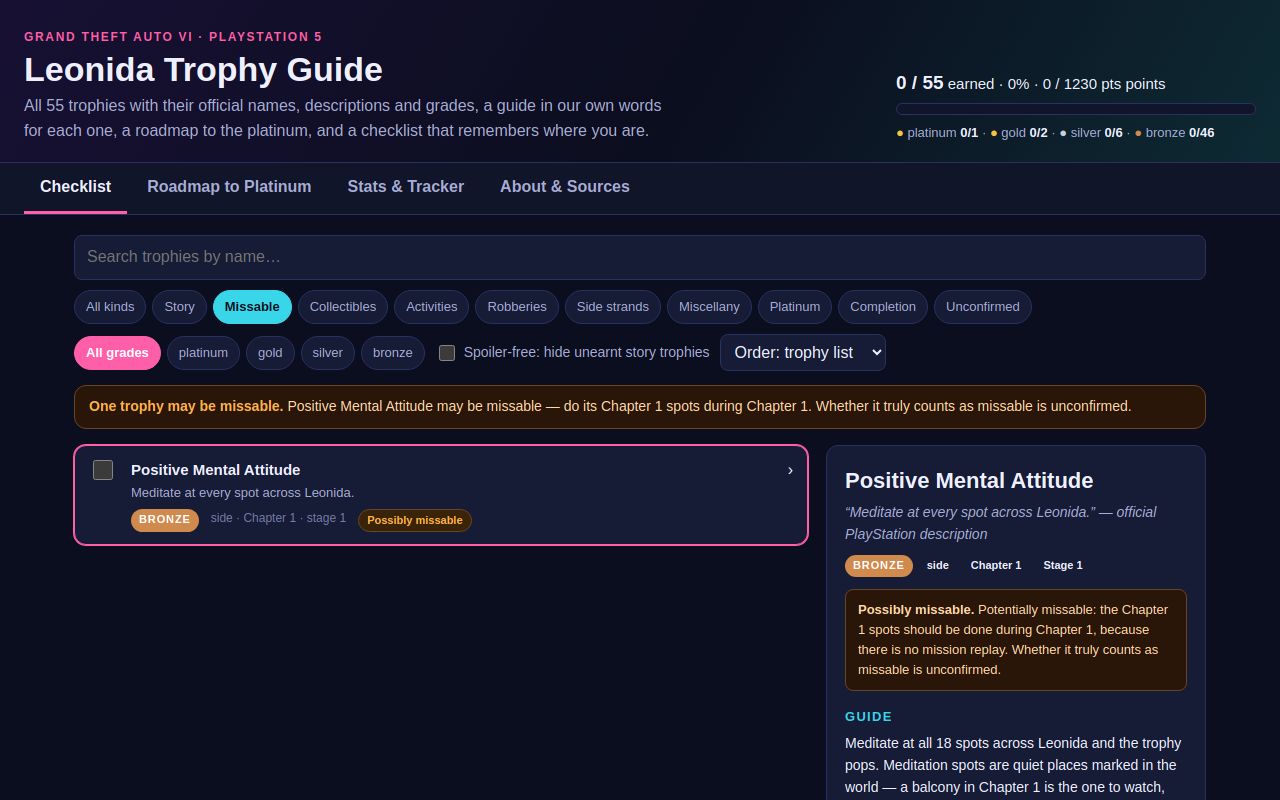 GRAND THEFT AUTO VI · PLAYSTATION 5
Leonida Trophy Guide
All 55 trophies with their official names, descriptions and grades, a guide in our own words
for each one, a roadmap to the platinum, and a checklist that remembers where you are.
0 / 55 earned · 0% · 0 / 1230 pts points
● platinum 0/1 · ● gold 0/2 · ● silver 0/6 · ● bronze 0/46
Checklist Roadmap to Platinum Stats & Tracker About & Sources
Search trophies by name…
All kinds Story Missable Collectibles Activities Robberies Side strands Miscellany Platinum Completion Unconfirmed
All grades platinum gold silver bronze Spoiler-free: hide unearnt story trophies Order: trophy list
One trophy may be missable. Positive Mental Attitude may be missable — do its Chapter 1 spots during Chapter 1. Whether it truly counts as missable is unconfirmed.
Positive Mental Attitude ›
Meditate at every spot across Leonida.
BRONZE side · Chapter 1 · stage 1 Possibly missable
Positive Mental Attitude
“Meditate at every spot across Leonida.” — official
PlayStation description
BRONZE side Chapter 1 Stage 1
Possibly missable. Potentially missable: the Chapter
1 spots should be done during Chapter 1, because
there is no mission replay. Whether it truly counts as
missable is unconfirmed.
GUIDE
Meditate at all 18 spots across Leonida and the trophy
pops. Meditation spots are quiet places marked in the
world — a balcony in Chapter 1 is the one to watch,